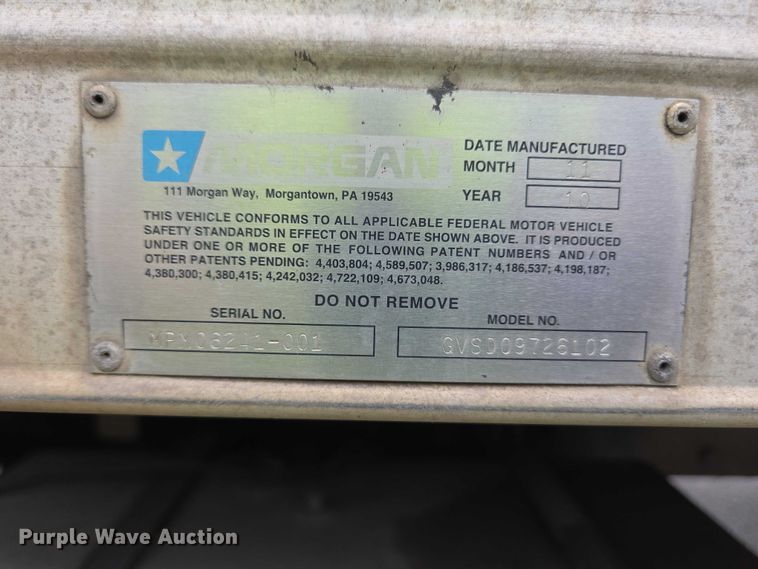 MORGAN
111 Morgan Way, Morgantown, PA 19543
DATE MANUFACTURED
MONTH 11
YEAR 10
THIS VEHICLE CONFORMS TO ALL APPLICABLE FEDERAL MOTOR VEHICLE
SAFETY STANDARDS IN EFFECT ON THE DATE SHOWN ABOVE. IT IS PRODUCED
UNDER ONE OR MORE OF THE FOLLOWING PATENT NUMBERS AND / OR
OTHER PATENTS PENDING: 4,403,804; 4,589,507; 3,986,317; 4,186,537; 4,198,187;
4,380,300; 4,380,415; 4,242,032; 4,722,109; 4,673,048.
DO NOT REMOVE
SERIAL NO.
MODEL NO.
GVSD09726102
Purple Wave Auction